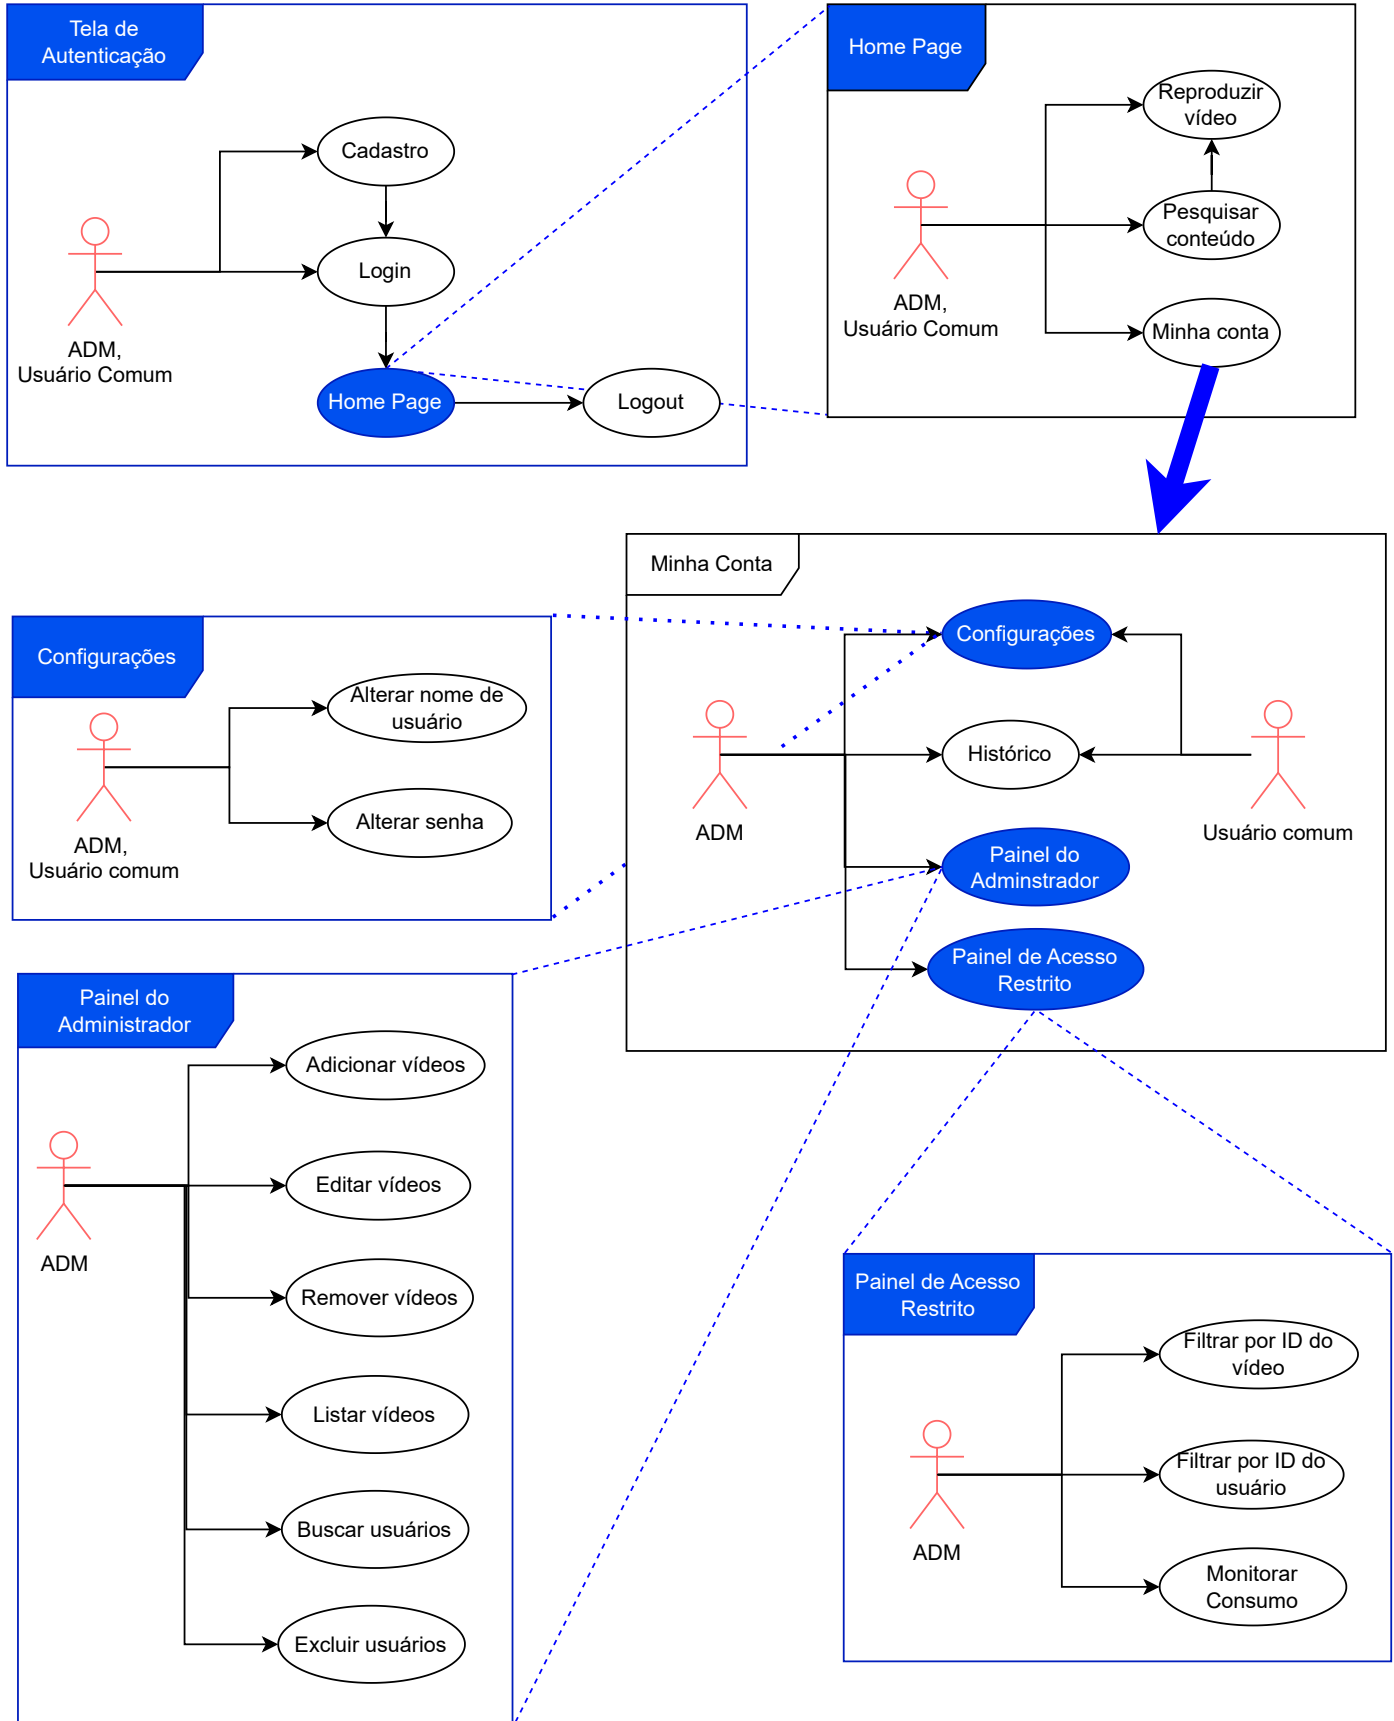 Tela de
Autenticação
Cadastro
Login
ADM,
Usuário Comum
Home Page
Logout
Home Page
Reproduzir
vídeo
Pesquisar
conteúdo
ADM,
Usuário Comum
Minha conta
Minha Conta
Configurações
Histórico
ADM
Usuário comum
Painel do
Adminstrador
Painel de Acesso
Restrito
Configurações
Alterar nome de
usuário
Alterar senha
ADM,
Usuário comum
Painel do
Administrador
Adicionar vídeos
Editar vídeos
ADM
Remover vídeos
Listar vídeos
Buscar usuários
Excluir usuários
Painel de Acesso
Restrito
Filtrar por ID do
vídeo
Filtrar por ID do
usuário
ADM
Monitorar
Consumo